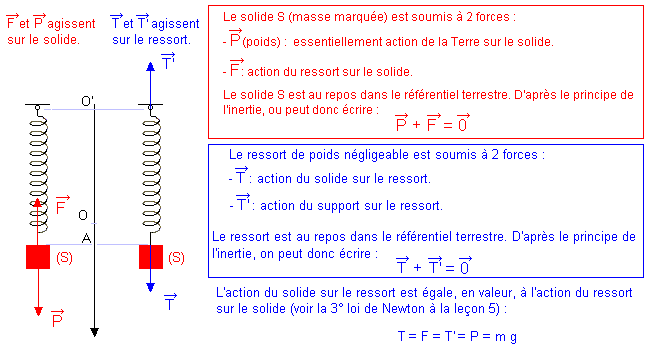 F et P agissent
sur le solide.
T et T' agissent
sur le ressort.
T'
O'
F
O
A
(S)
(S)
P
T
Le solide S (masse marquée) est soumis à 2 forces :
- P (poids) : essentiellement action de la Terre sur le solide.
- F : action du ressort sur le solide.
Le solide S est au repos dans le référentiel terrestre. D'après le principe de
l'inertie, ou peut donc écrire :
P + F = 0
Le ressort de poids négligeable est soumis à 2 forces :
- T : action du solide sur le ressort.
- T' : action du support sur le ressort.
Le ressort est au repos dans le référentiel terrestre. D'après le principe de
l'inertie, on peut donc écrire :
T + T' = 0
L'action du solide sur le ressort est égale, en valeur, à l'action du ressort
sur le solide (voir la 3° loi de Newton à la leçon 5) :
T = F = T' = P = m g